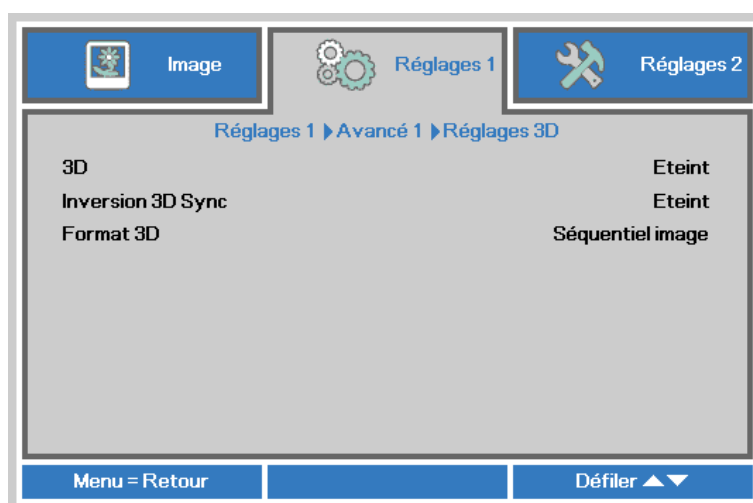 Image
Réglages 1
Réglages 2
Réglages 1 ▶ Avancé 1 ▶ Réglages 3D
3D Eteint
Inversion 3D Sync Eteint
Format 3D Séquentiel image
Menu = Retour
Défiler ▲▼